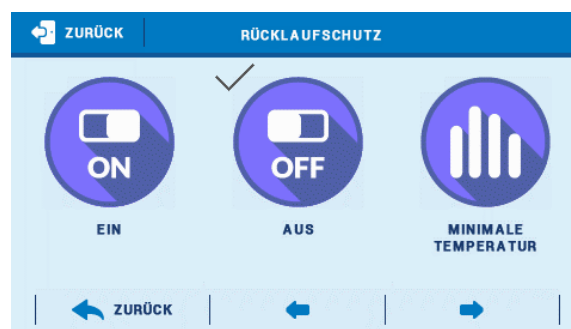 ZURÜCK
RÜCKLAUFSCHUTZ
ON
OFF
EIN
AUS
MINIMALE
TEMPERATUR
ZURÜCK